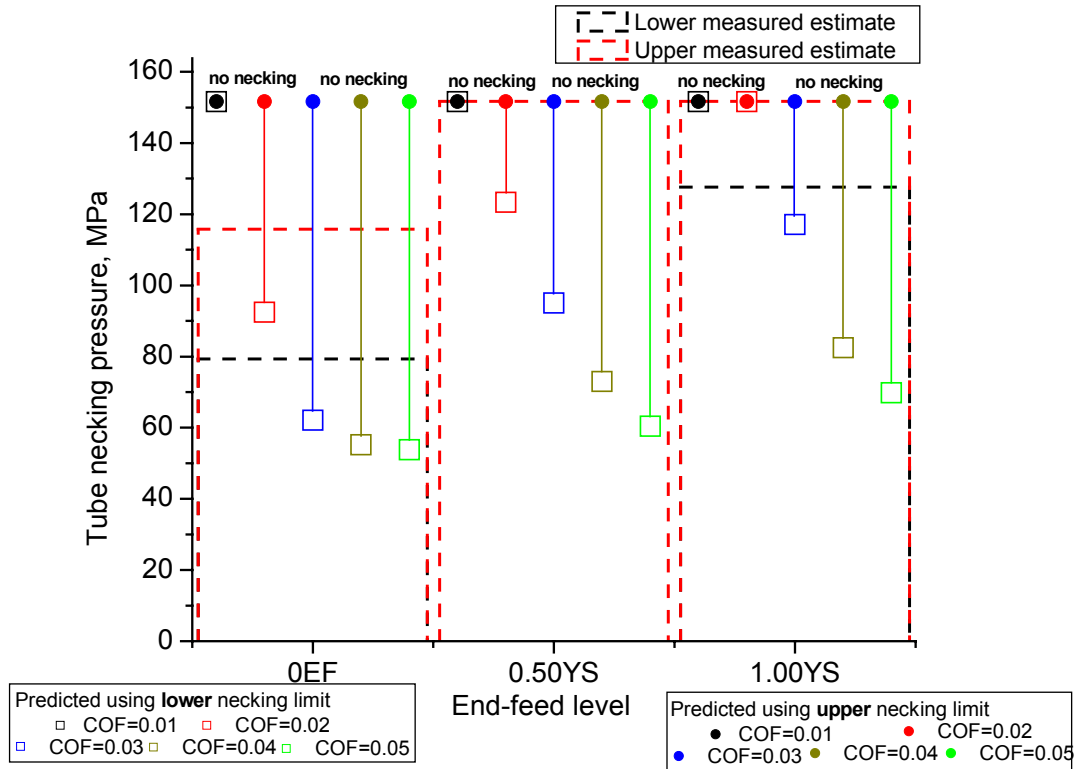 Lower measured estimate
Upper measured estimate
160
140
120
100
80
60
40
20
0
Tube necking pressure, MPa
no necking no necking no necking no necking no necking no necking
0EF 0.50YS 1.00YS
End-feed level
Predicted using lower necking limit
COF=0.01 COF=0.02
COF=0.03 COF=0.04 COF=0.05
Predicted using upper necking limit
COF=0.01 COF=0.02
COF=0.03 COF=0.04 COF=0.05